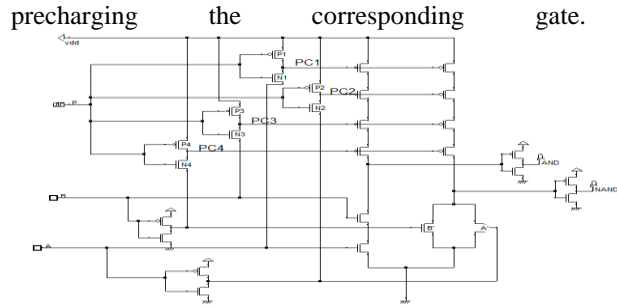 precharging the corresponding gate.
vdd
P1
PC1
N1
P2
PC2
N2
P
P3
PC3
N3
P4
PC4
N4
AND
NAND
B
B'
A'
A